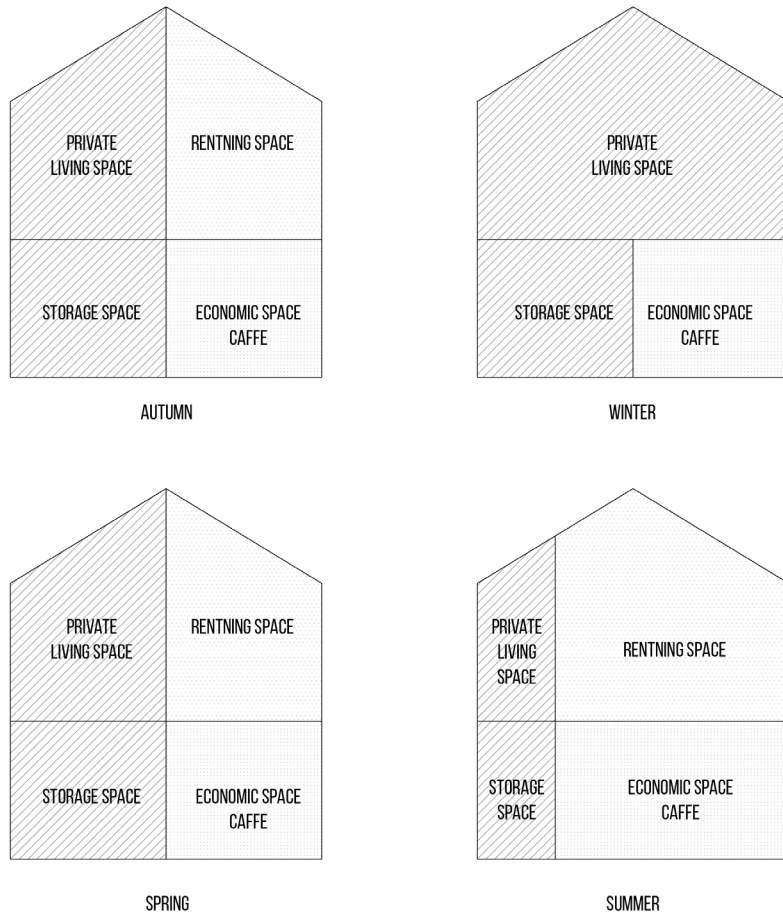 PRIVATE
LIVING SPACE
RENTNING SPACE
STORAGE SPACE
ECONOMIC SPACE
CAFFE
AUTUMN
PRIVATE
LIVING SPACE
STORAGE SPACE
ECONOMIC SPACE
CAFFE
WINTER
PRIVATE
LIVING SPACE
RENTNING SPACE
STORAGE SPACE
ECONOMIC SPACE
CAFFE
SPRING
PRIVATE
LIVING
SPACE
RENTNING SPACE
STORAGE
SPACE
ECONOMIC SPACE
CAFFE
SUMMER